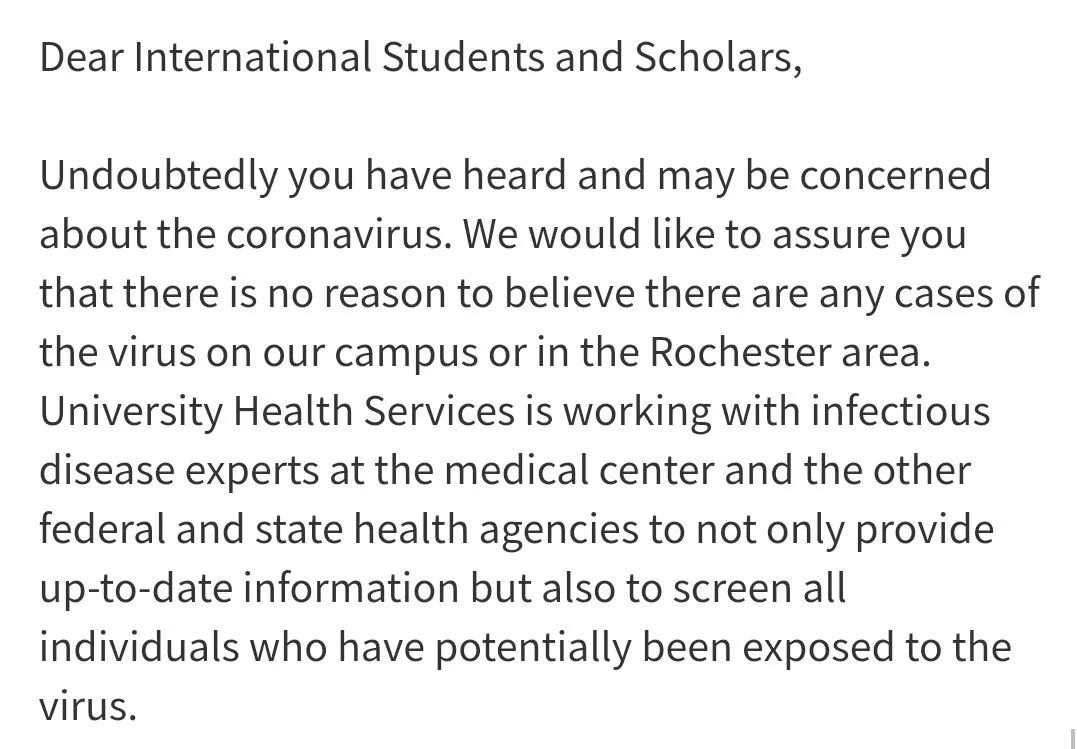 Dear International Students and Scholars,
Undoubtedly you have heard and may be concerned
about the coronavirus. We would like to assure you
that there is no reason to believe there are any cases of
the virus on our campus or in the Rochester area.
University Health Services is working with infectious
disease experts at the medical center and the other
federal and state health agencies to not only provide
up-to-date information but also to screen all
individuals who have potentially been exposed to the
virus.